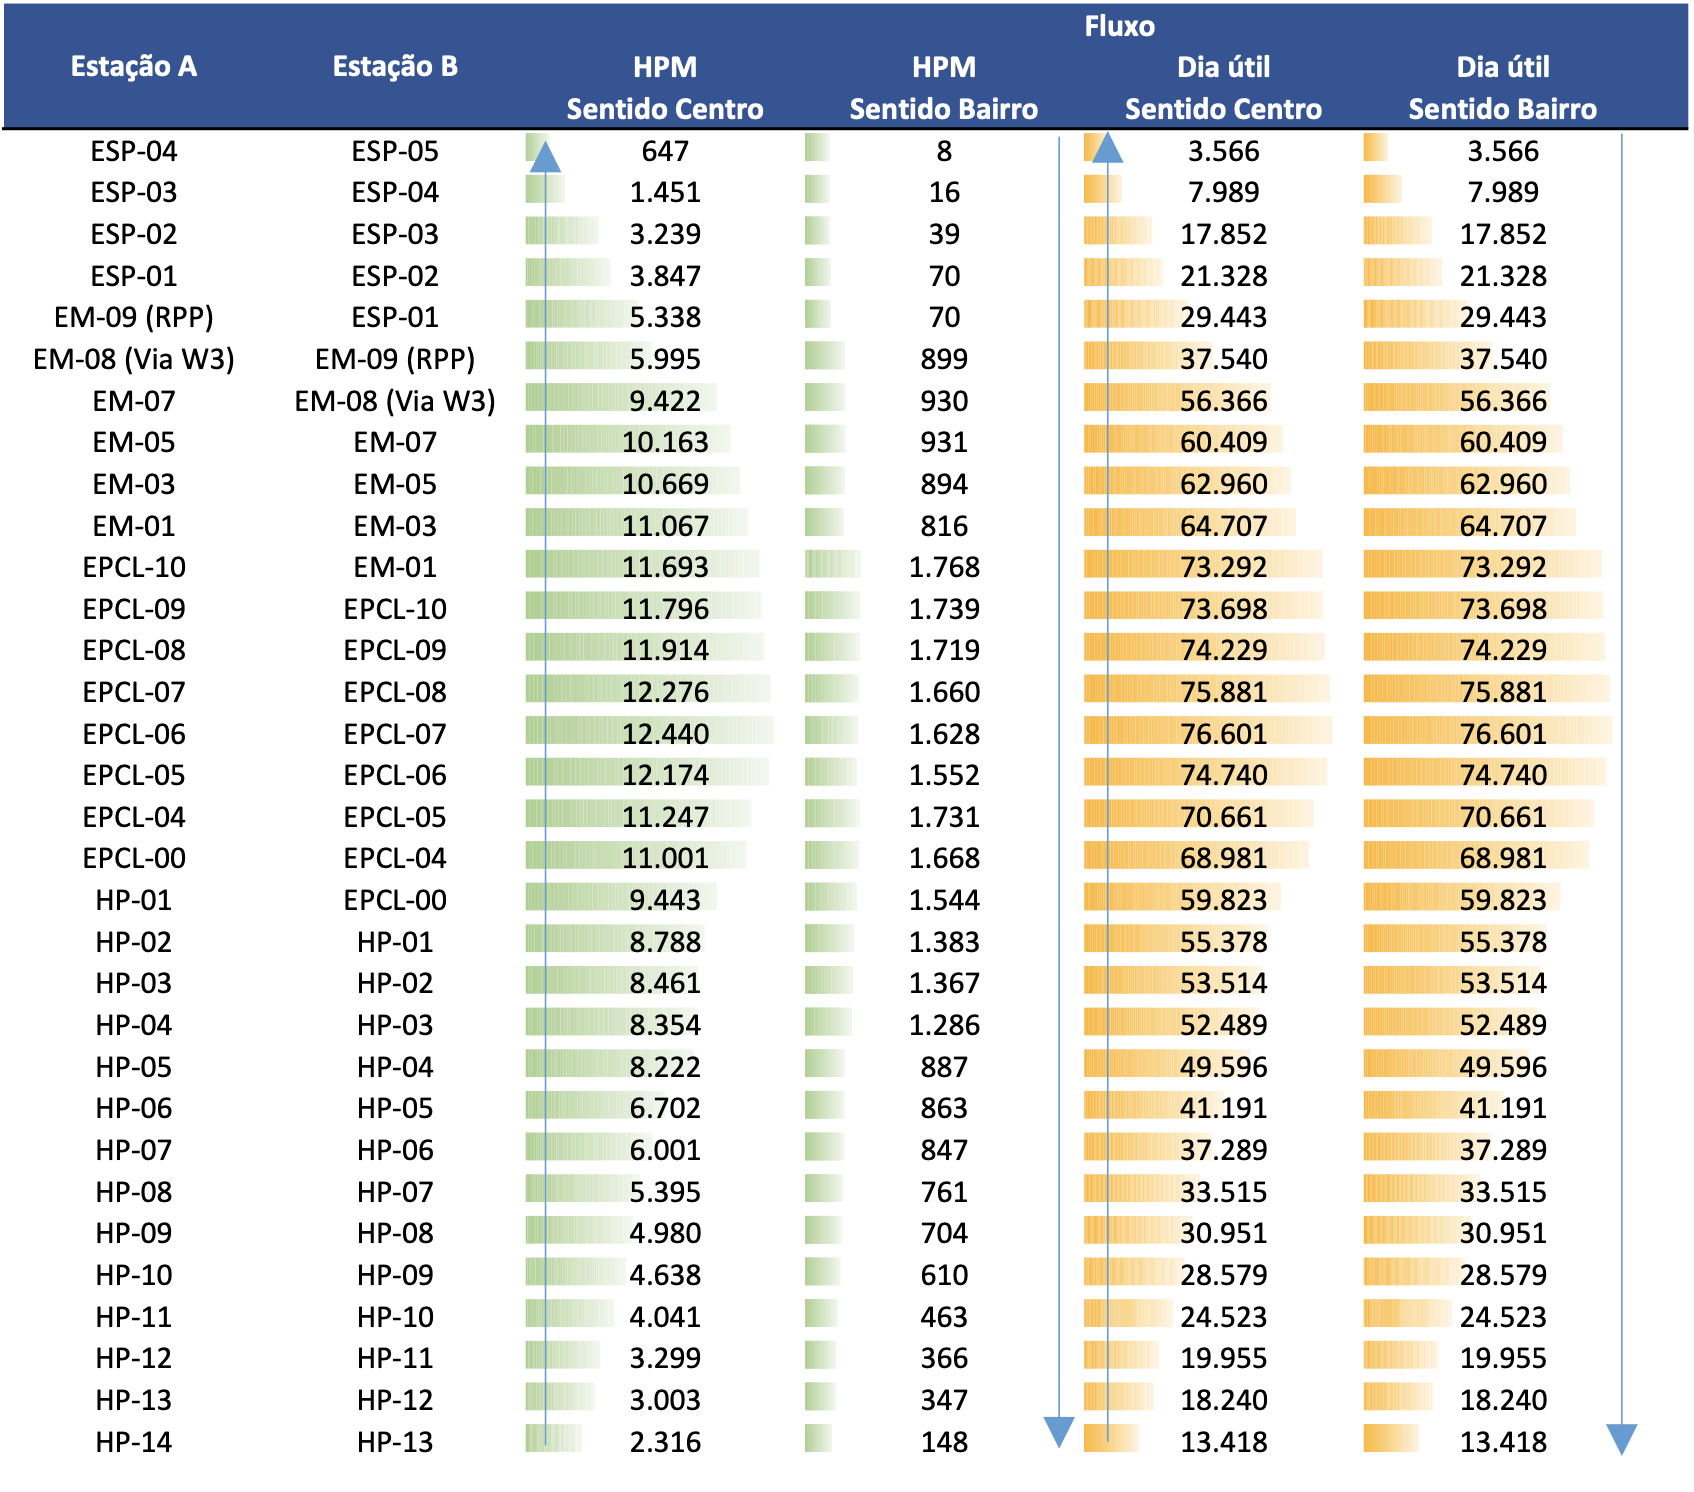 Fluxo
Estação A Estação B HPM HPM Dia útil Dia útil
Sentido Centro Sentido Bairro Sentido Centro Sentido Bairro
ESP-04 ESP-05 647 8 3.566 3.566
ESP-03 ESP-04 1.451 16 7.989 7.989
ESP-02 ESP-03 3.239 39 17.852 17.852
ESP-01 ESP-02 3.847 70 21.328 21.328
EM-09 (RPP) ESP-01 5.338 70 29.443 29.443
EM-08 (Via W3) EM-09 (RPP) 5.995 899 37.540 37.540
EM-07 EM-08 (Via W3) 9.422 930 56.366 56.366
EM-05 EM-07 10.163 931 60.409 60.409
EM-03 EM-05 10.669 894 62.960 62.960
EM-01 EM-03 11.067 816 64.707 64.707
EPCL-10 EM-01 11.693 1.768 73.292 73.292
EPCL-09 EPCL-10 11.796 1.739 73.698 73.698
EPCL-08 EPCL-09 11.914 1.719 74.229 74.229
EPCL-07 EPCL-08 12.276 1.660 75.881 75.881
EPCL-06 EPCL-07 12.440 1.628 76.601 76.601
EPCL-05 EPCL-06 12.174 1.552 74.740 74.740
EPCL-04 EPCL-05 11.247 1.731 70.661 70.661
EPCL-00 EPCL-04 11.001 1.668 68.981 68.981
HP-01 EPCL-00 9.443 1.544 59.823 59.823
HP-02 HP-01 8.788 1.383 55.378 55.378
HP-03 HP-02 8.461 1.367 53.514 53.514
HP-04 HP-03 8.354 1.286 52.489 52.489
HP-05 HP-04 8.222 887 49.596 49.596
HP-06 HP-05 6.702 863 41.191 41.191
HP-07 HP-06 6.001 847 37.289 37.289
HP-08 HP-07 5.395 761 33.515 33.515
HP-09 HP-08 4.980 704 30.951 30.951
HP-10 HP-09 4.638 610 28.579 28.579
HP-11 HP-10 4.041 463 24.523 24.523
HP-12 HP-11 3.299 366 19.955 19.955
HP-13 HP-12 3.003 347 18.240 18.240
HP-14 HP-13 2.316 148 13.418 13.418